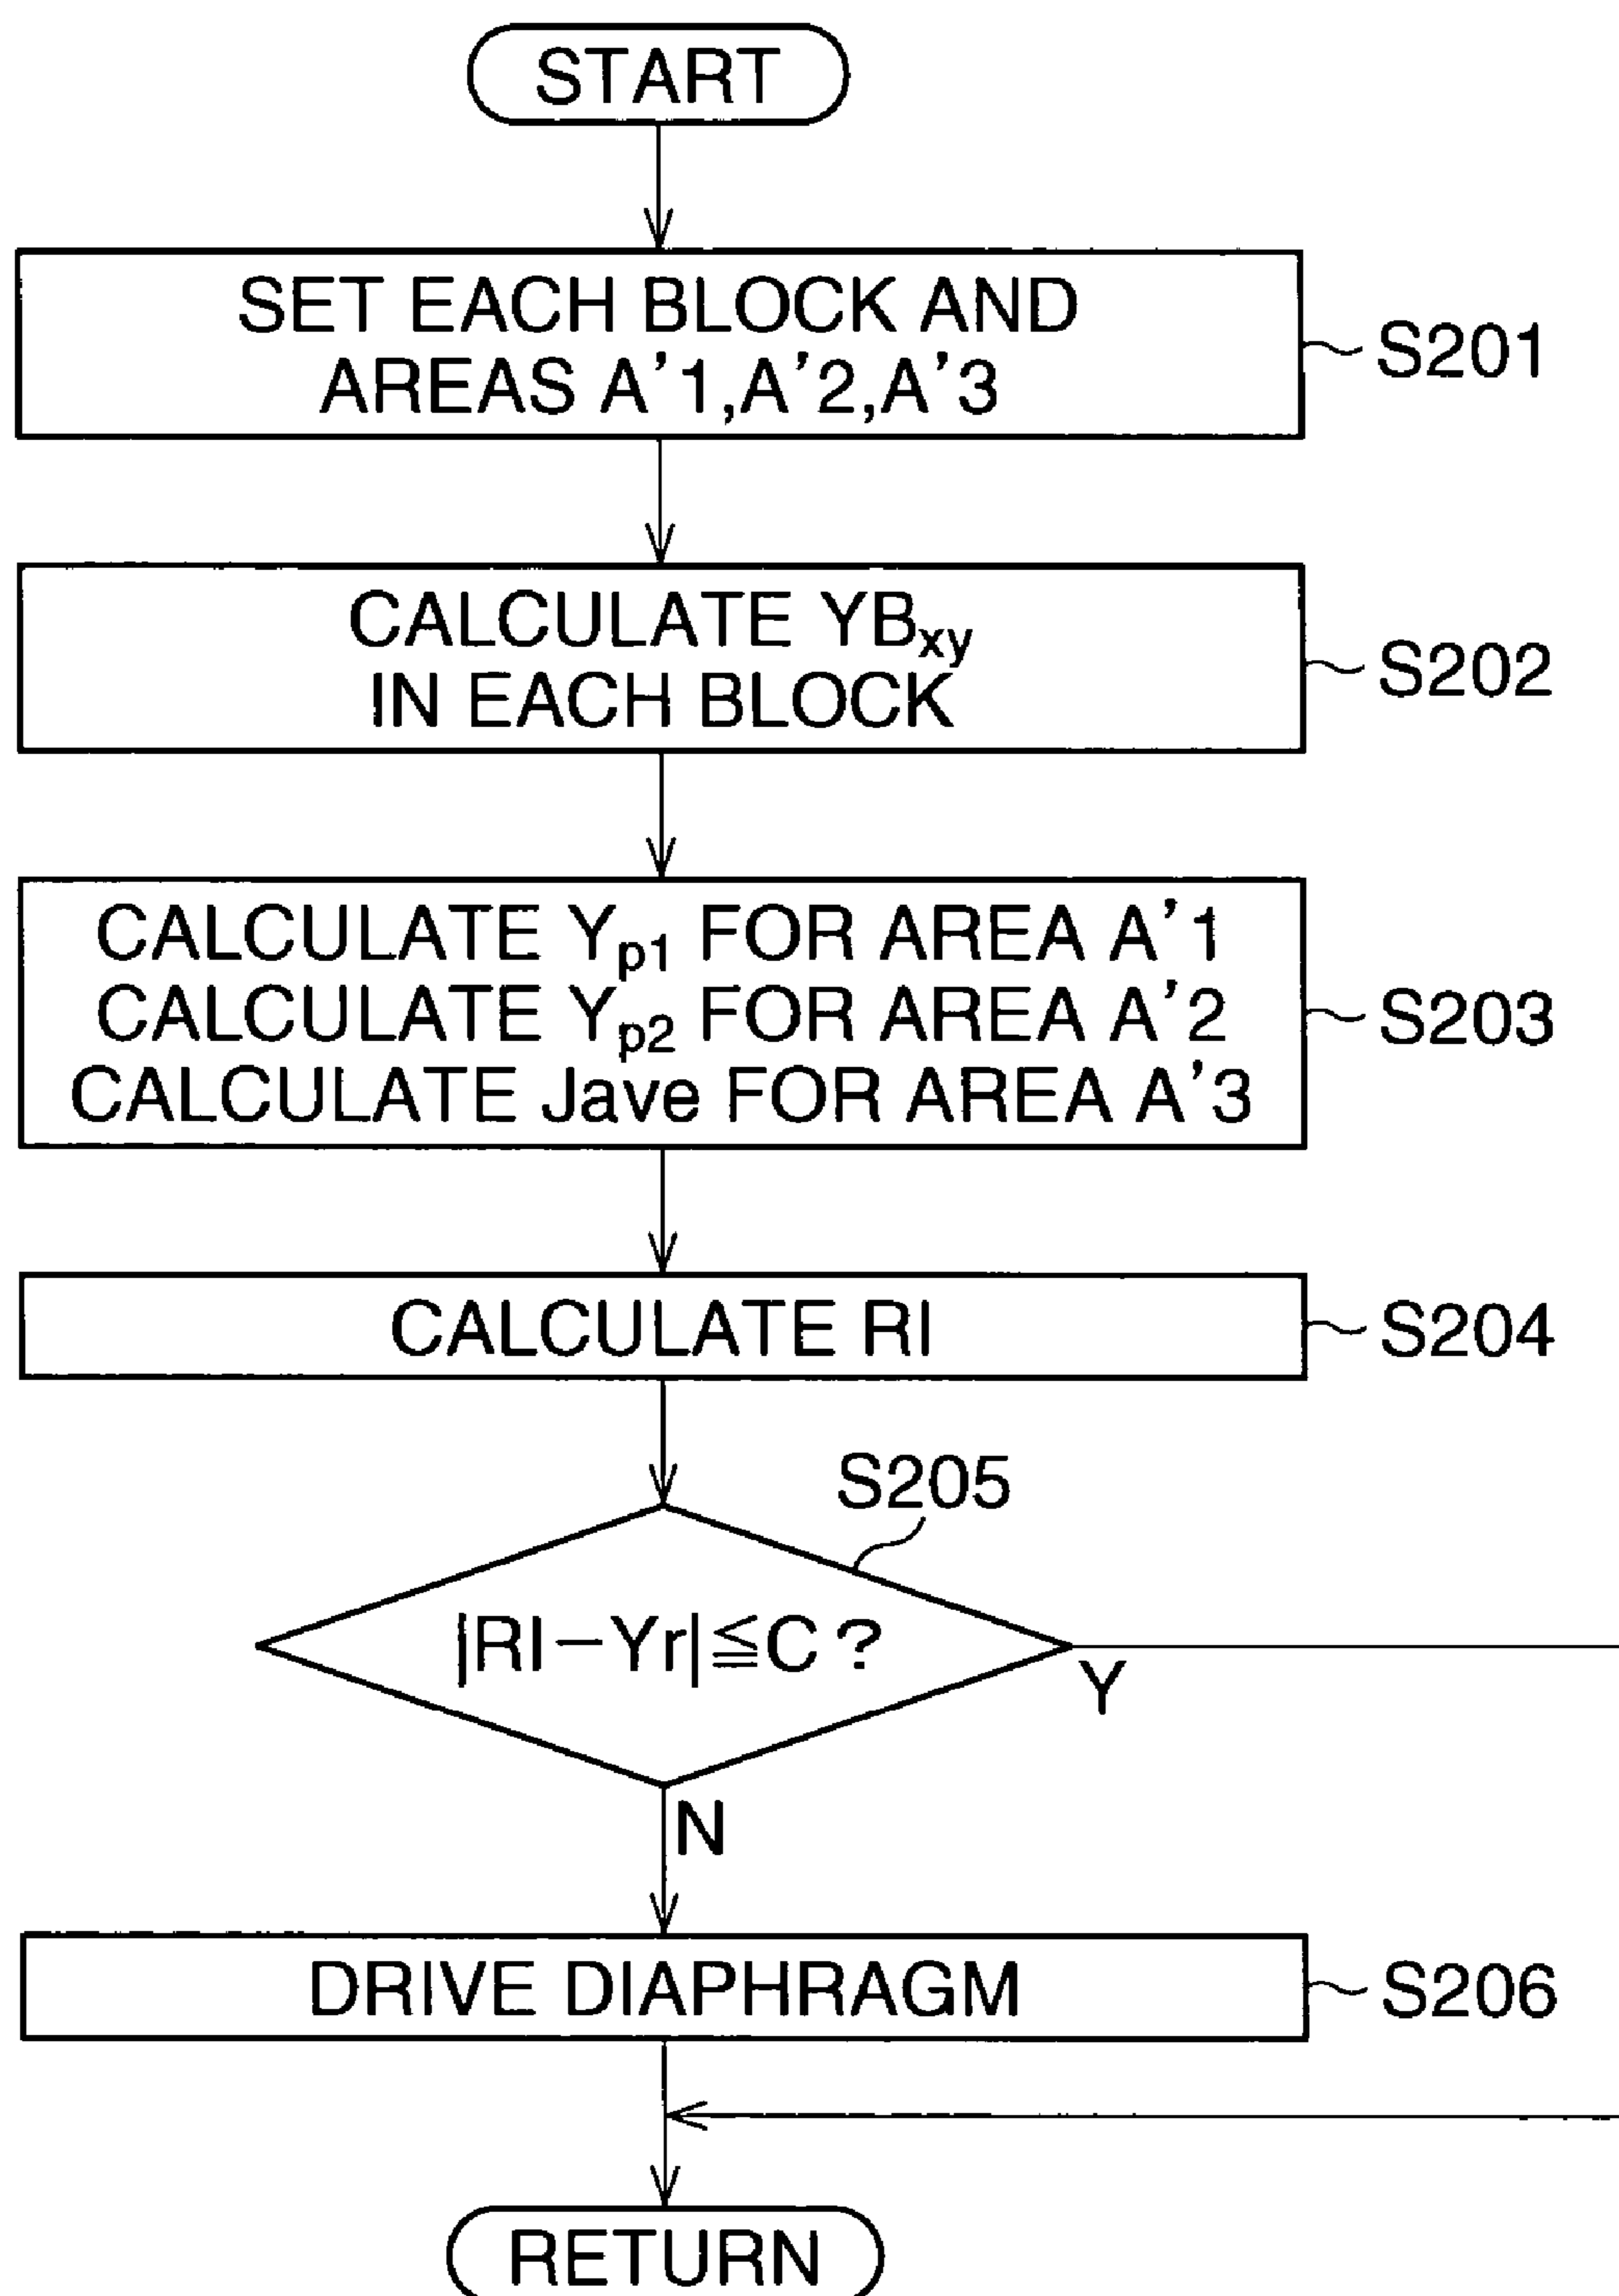 START
SET EACH BLOCK AND
AREAS A'1,A'2,A'3
S201
CALCULATE YBxy
IN EACH BLOCK
S202
CALCULATE Yp1 FOR AREA A'1
CALCULATE Yp2 FOR AREA A'2
CALCULATE Jave FOR AREA A'3
S203
CALCULATE RI
S204
S205
|RI−Yr|≦C ?
Y
N
DRIVE DIAPHRAGM
S206
RETURN